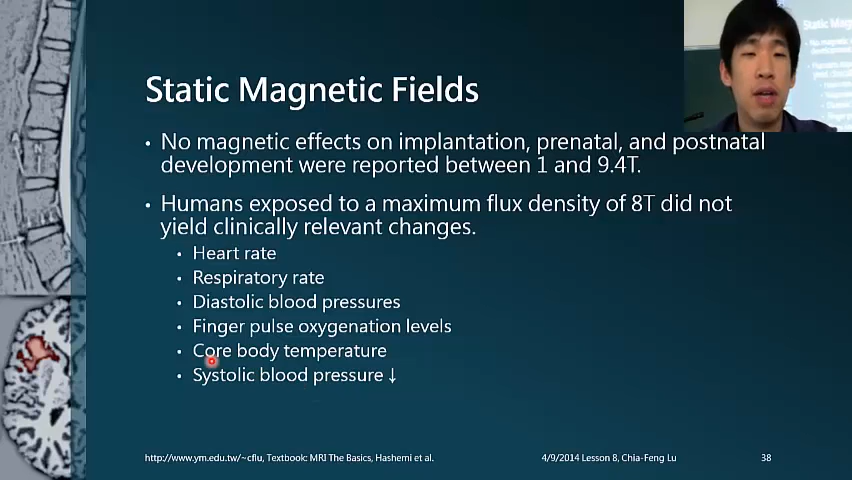 Static Magnetic Fields
• No magnetic effects on implantation, prenatal, and postnatal
development were reported between 1 and 9.4T.
• Humans exposed to a maximum flux density of 8T did not
yield clinically relevant changes.
• Heart rate
• Respiratory rate
• Diastolic blood pressures
• Finger pulse oxygenation levels
• Core body temperature
• Systolic blood pressure ↓
http://www.ym.edu.tw/~cflu, Textbook: MRI The Basics, Hashemi et al.
4/9/2014 Lesson 8, Chia-Feng Lu
38